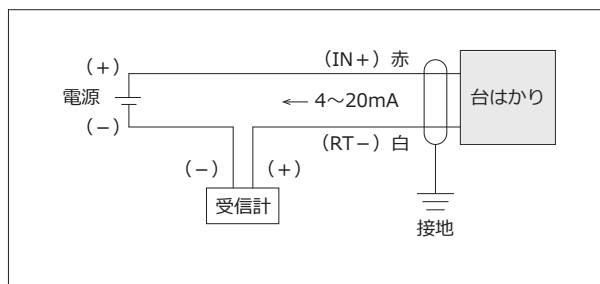 (IN+)赤
(+)
電源
(−)
← 4～20mA
台はかり
(RT−)白
(−)
(+)
受信計
接地